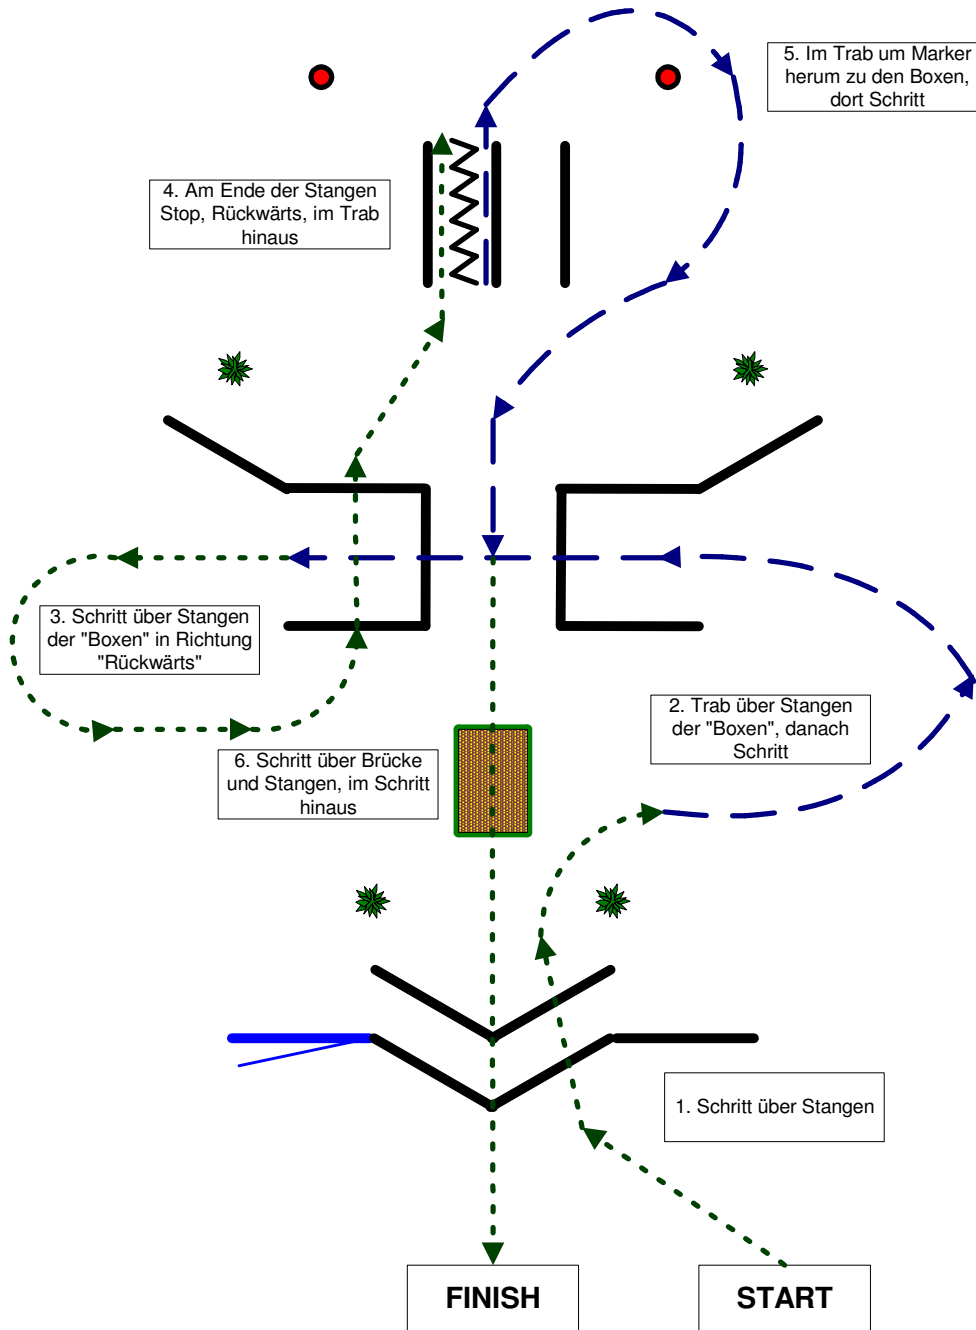 5. Im Trab um Marker
herum zu den Boxen,
dort Schritt
4. Am Ende der Stangen
Stop, Rückwärts, im Trab
hinaus
3. Schritt über Stangen
der "Boxen" in Richtung
"Rückwärts"
2. Trab über Stangen
der "Boxen", danach
Schritt
6. Schritt über Brücke
und Stangen, im Schritt
hinaus
1. Schritt über Stangen
FINISH
START